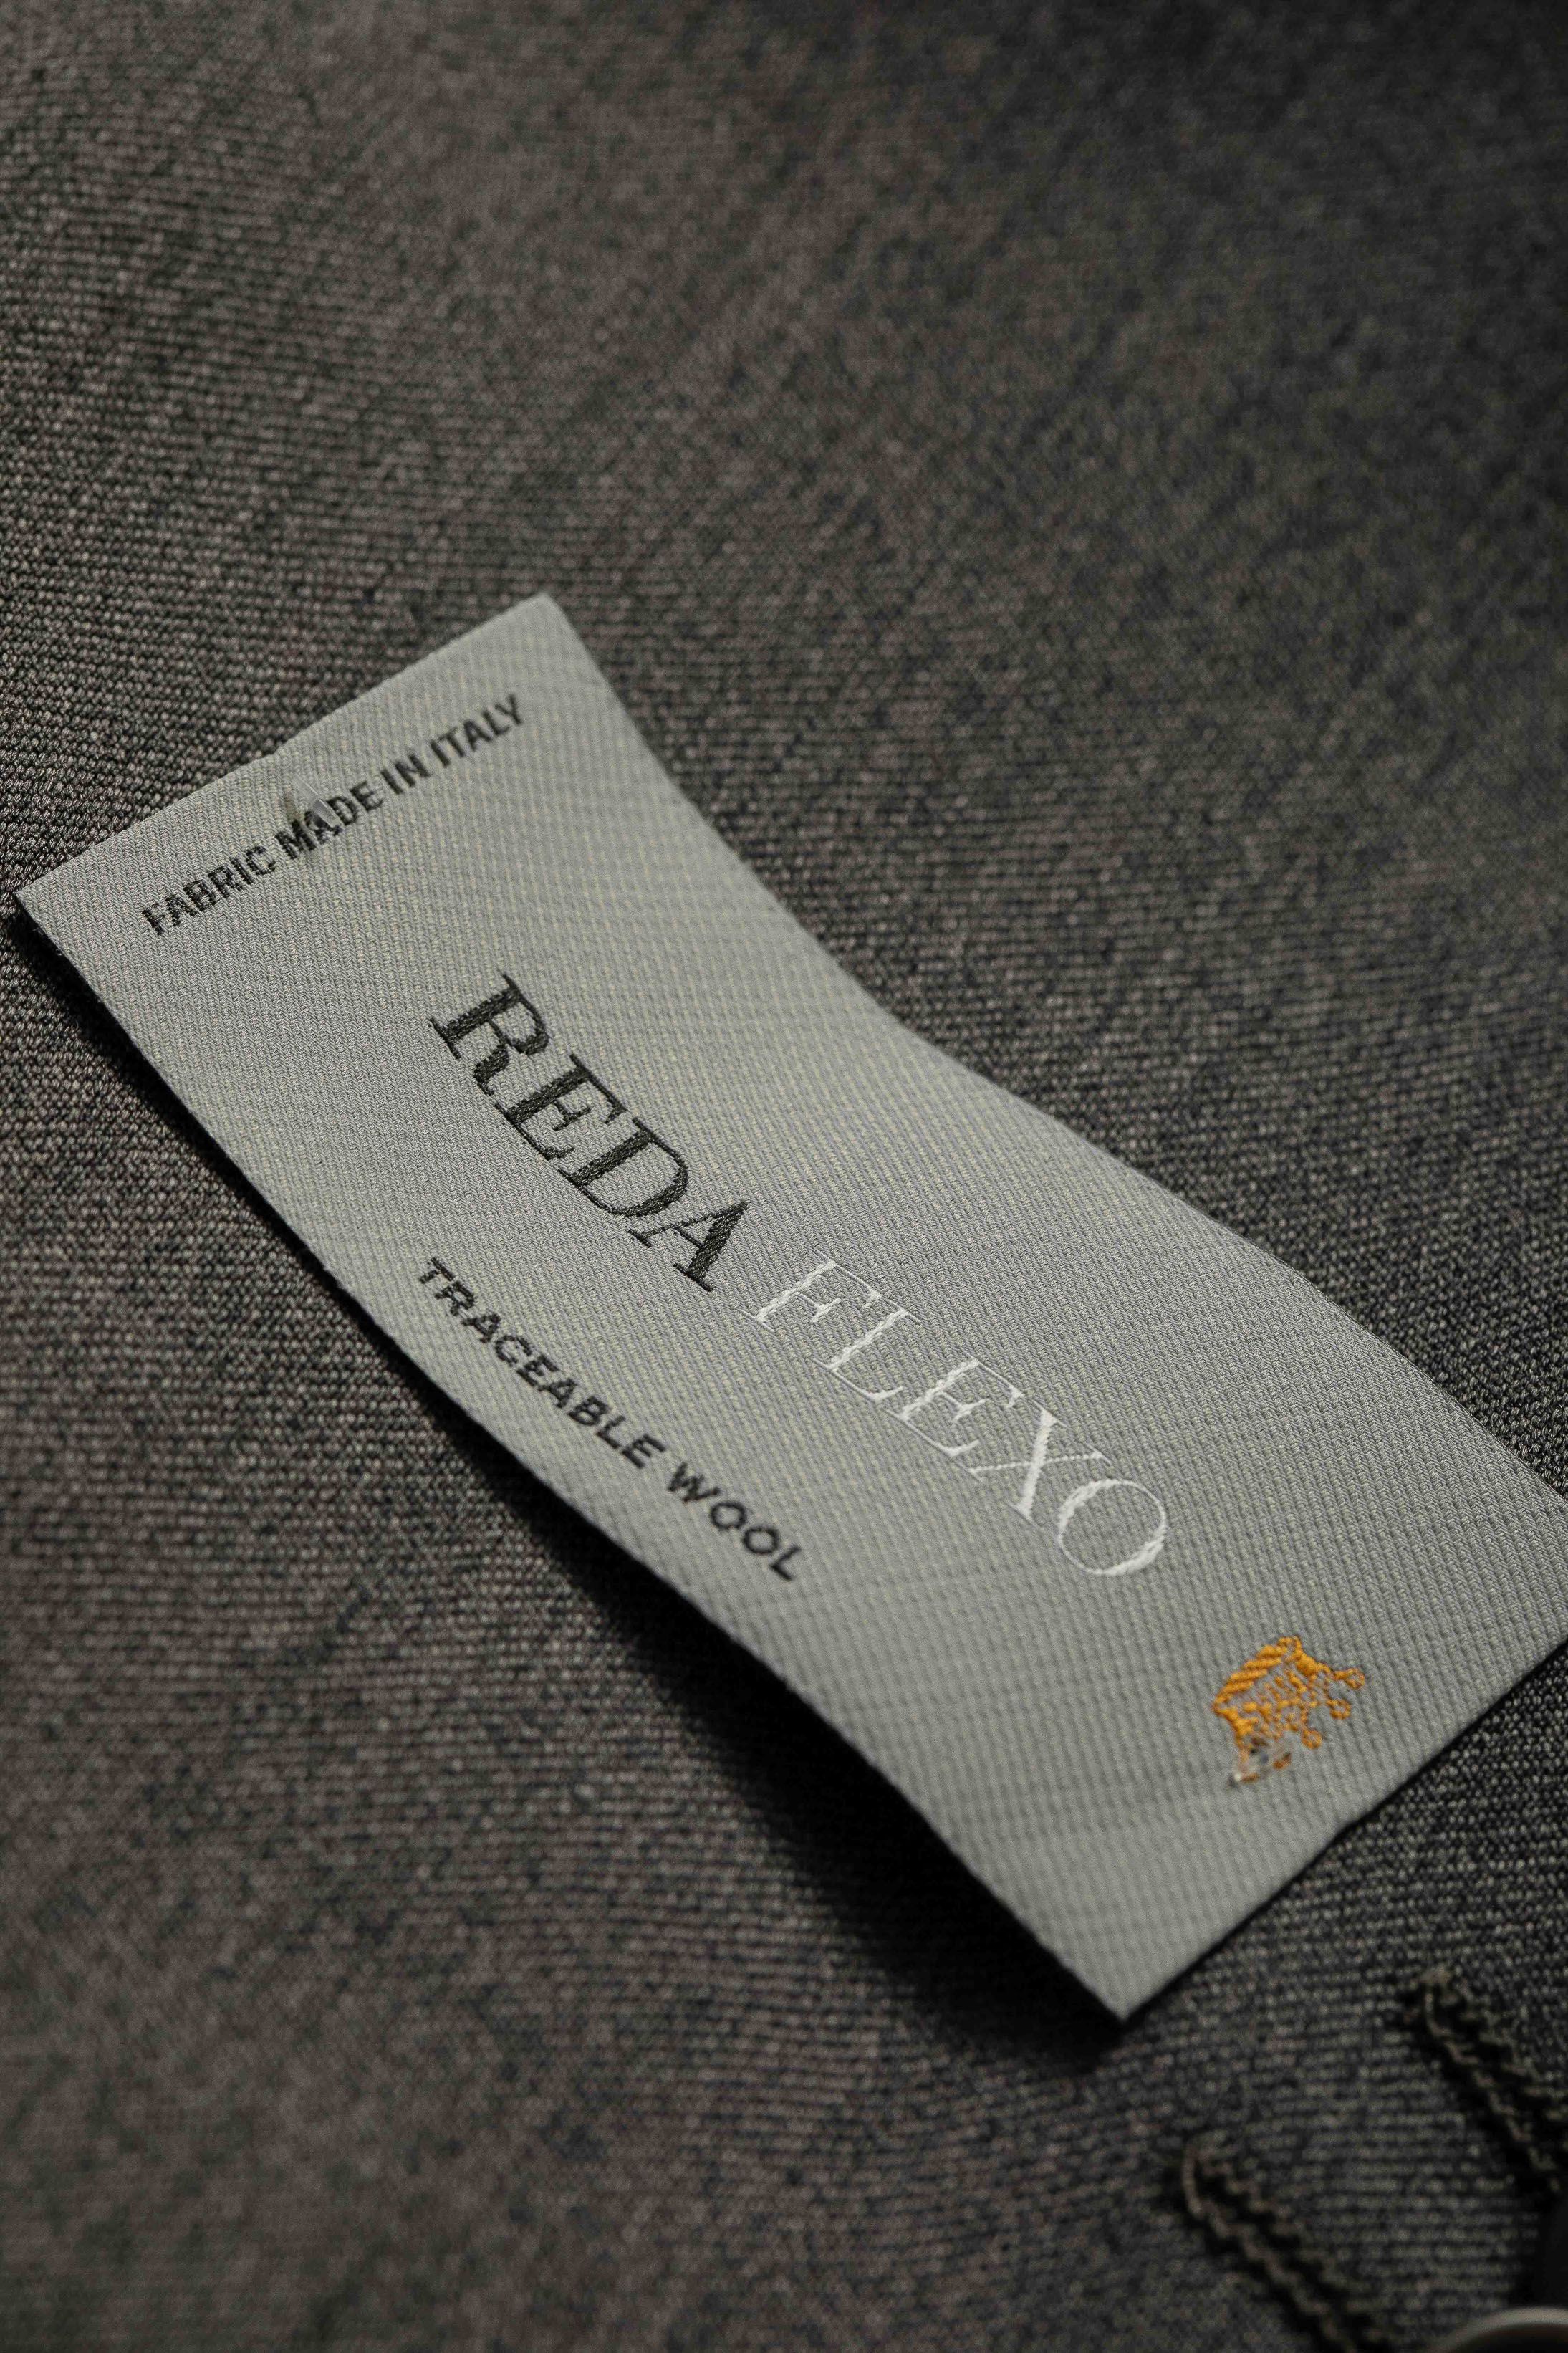 FABRIC MADE IN ITALY
REDA FLEXO
TRACEABLE WOOL